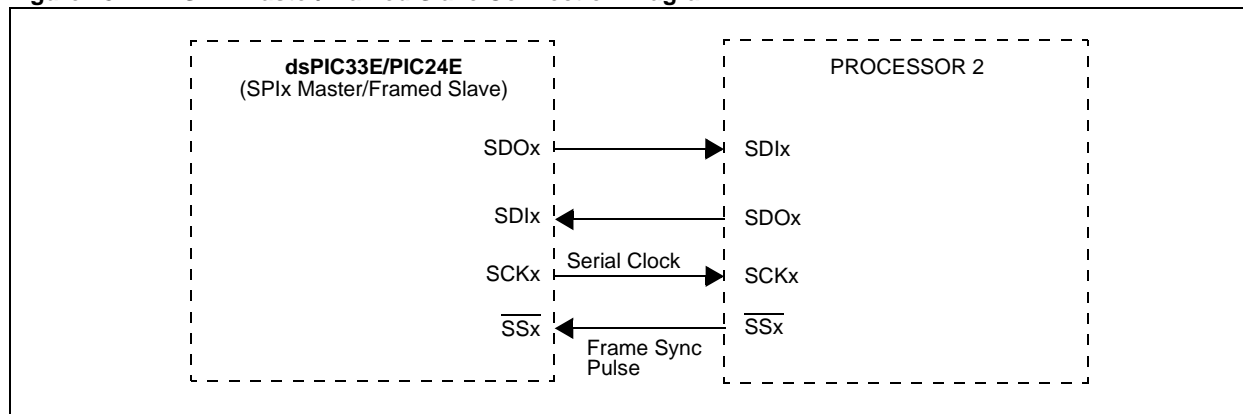 dsPIC33E/PIC24E
(SPIx Master/Framed Slave)
PROCESSOR 2
SDOx
SDIx
SDIx
SDOx
SCKx
Serial Clock
SCKx
SSx
SSx
Frame Sync
Pulse